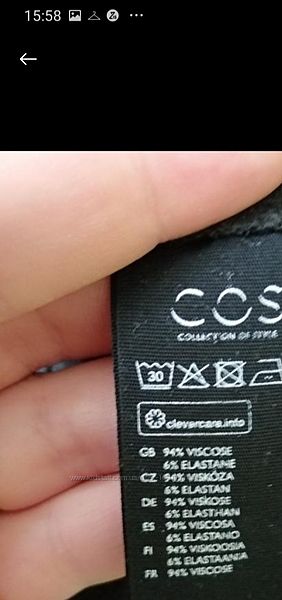 15:58
COS
COLLECTION OF STYLE
30
clevercare.info
GB 94% VISCOSE
6% ELASTANE
CZ 94% VISKÓZA
6% ELASTAN
DE 94% VISKOSE
6% ELASTHAN
ES 94% VISCOSA
6% ELASTANO
FI 94% VISKOOSIA
6% ELASTAANIA
FR 94% VISCOSE